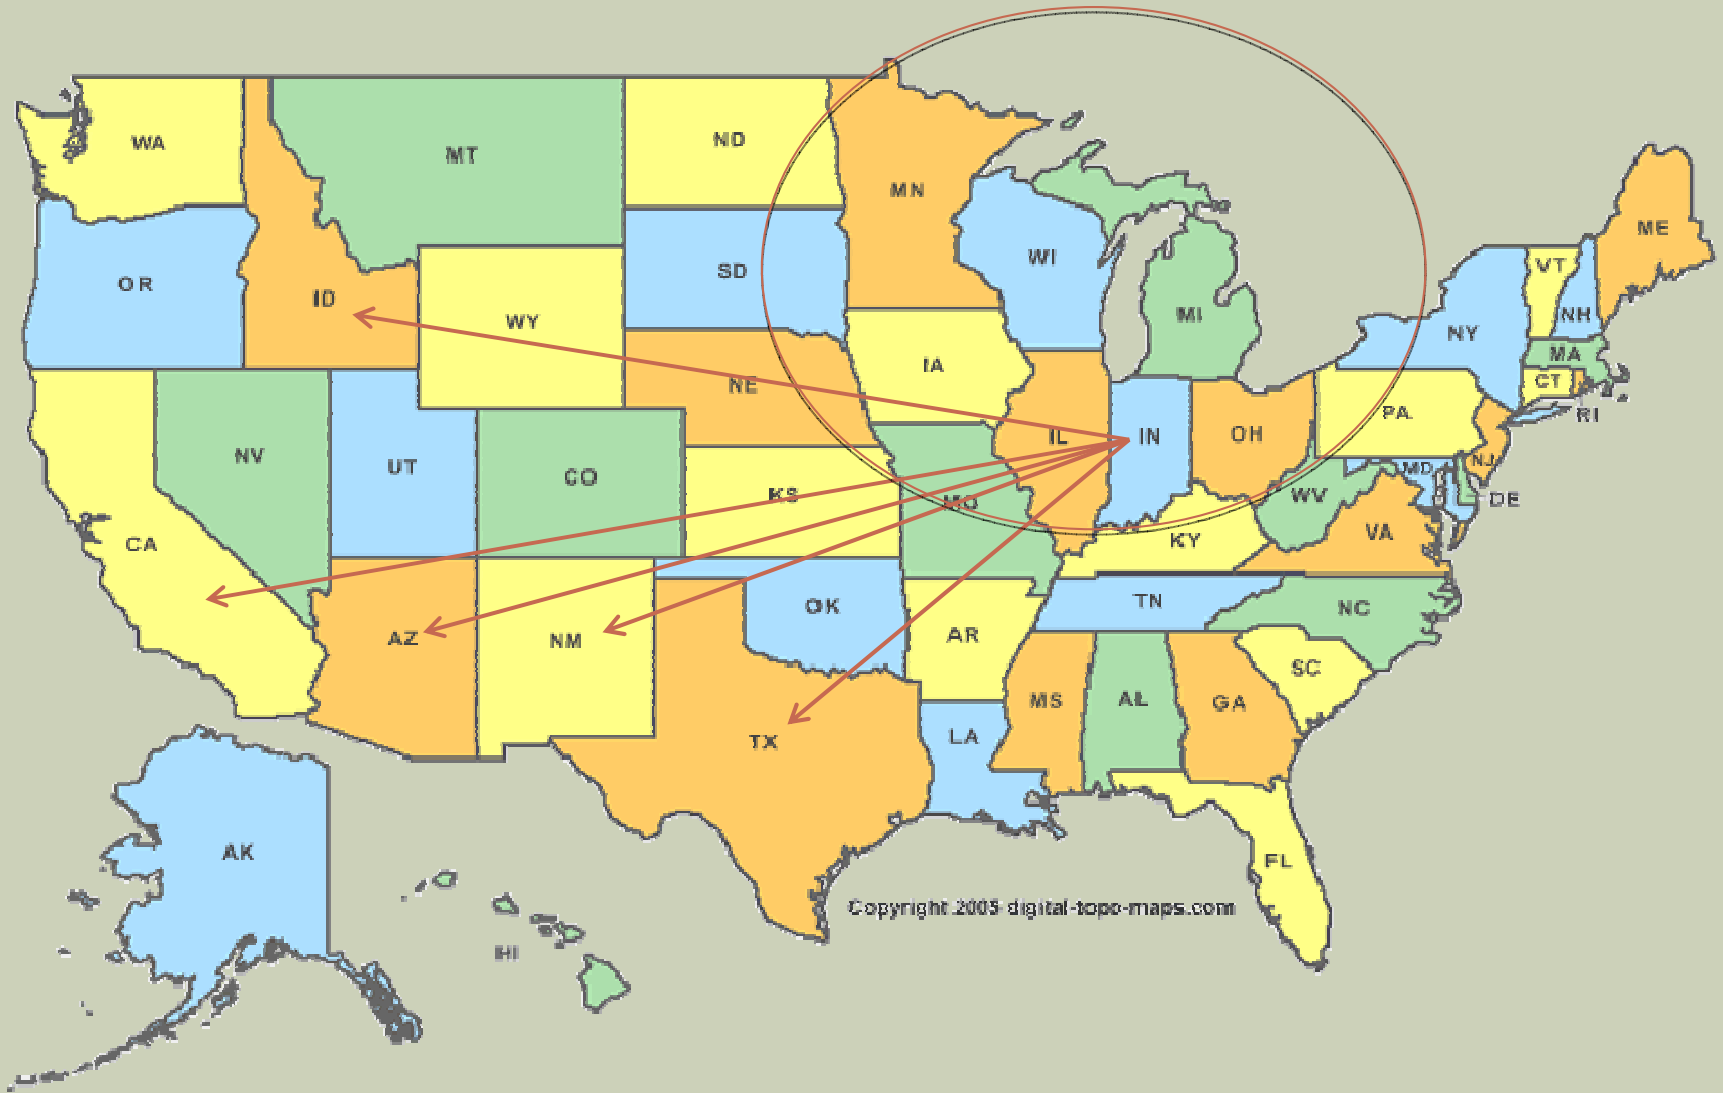 WA
MT
ND
MN
ME
OR
ID
WY
SD
WI
MI
VT
NH
NY
MA
CT
RI
NE
IA
PA
NJ
NV
UT
CO
KS
MO
IL
IN
OH
WV
MD
DE
VA
KY
CA
AZ
NM
OK
AR
TN
NC
SC
TX
LA
MS
AL
GA
FL
AK
HI
Copyright 2005 digital-topo-maps.com